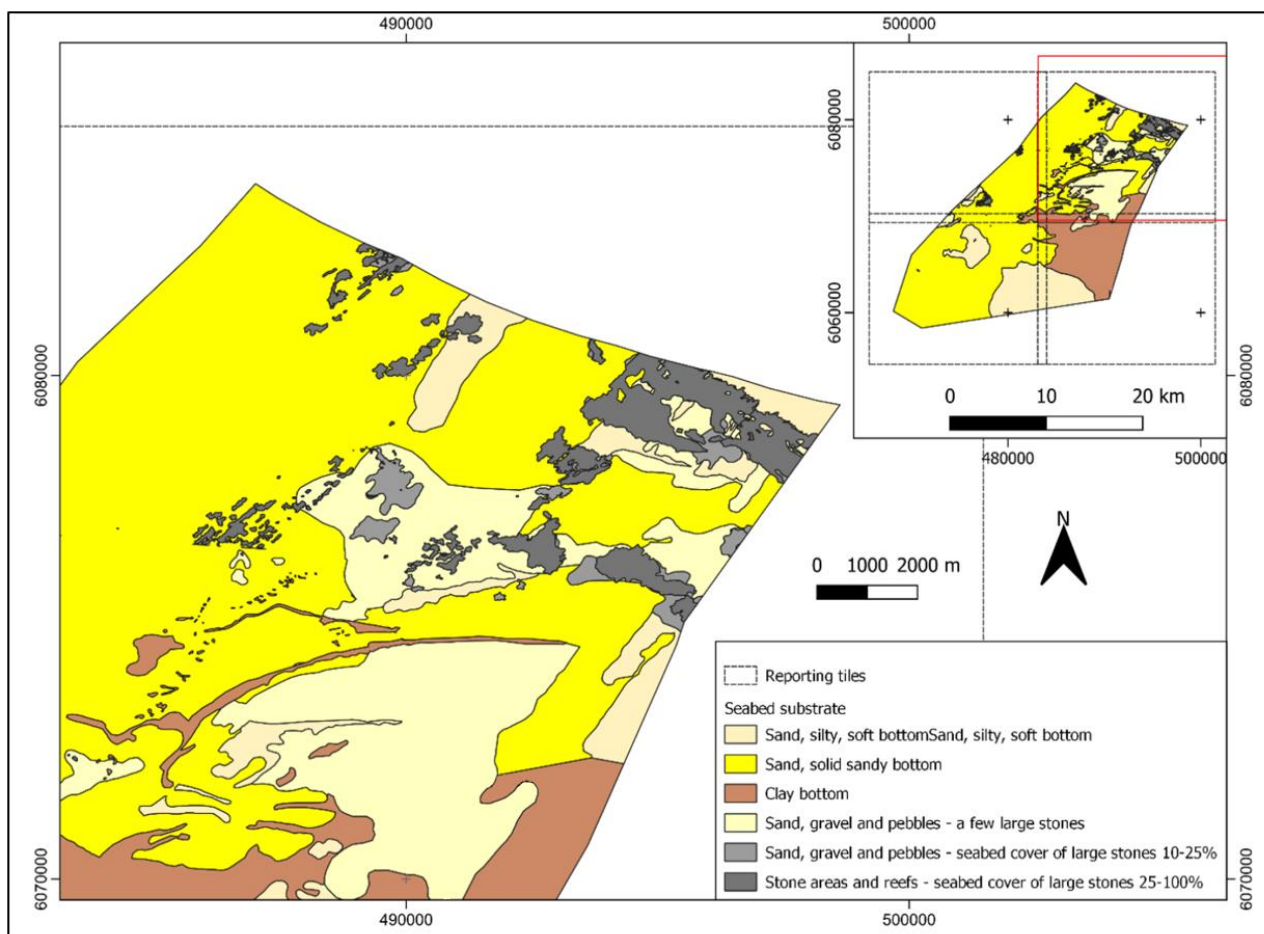 490000
500000
6080000
6080000
6080000
6060000
0 10 20 km
480000
500000
N
0 1000 2000 m
Reporting tiles
Seabed substrate
Sand, silty, soft bottomSand, silty, soft bottom
Sand, solid sandy bottom
Clay bottom
Sand, gravel and pebbles - a few large stones
Sand, gravel and pebbles - seabed cover of large stones 10-25%
Stone areas and reefs - seabed cover of large stones 25-100%
6070000
6070000
490000
500000